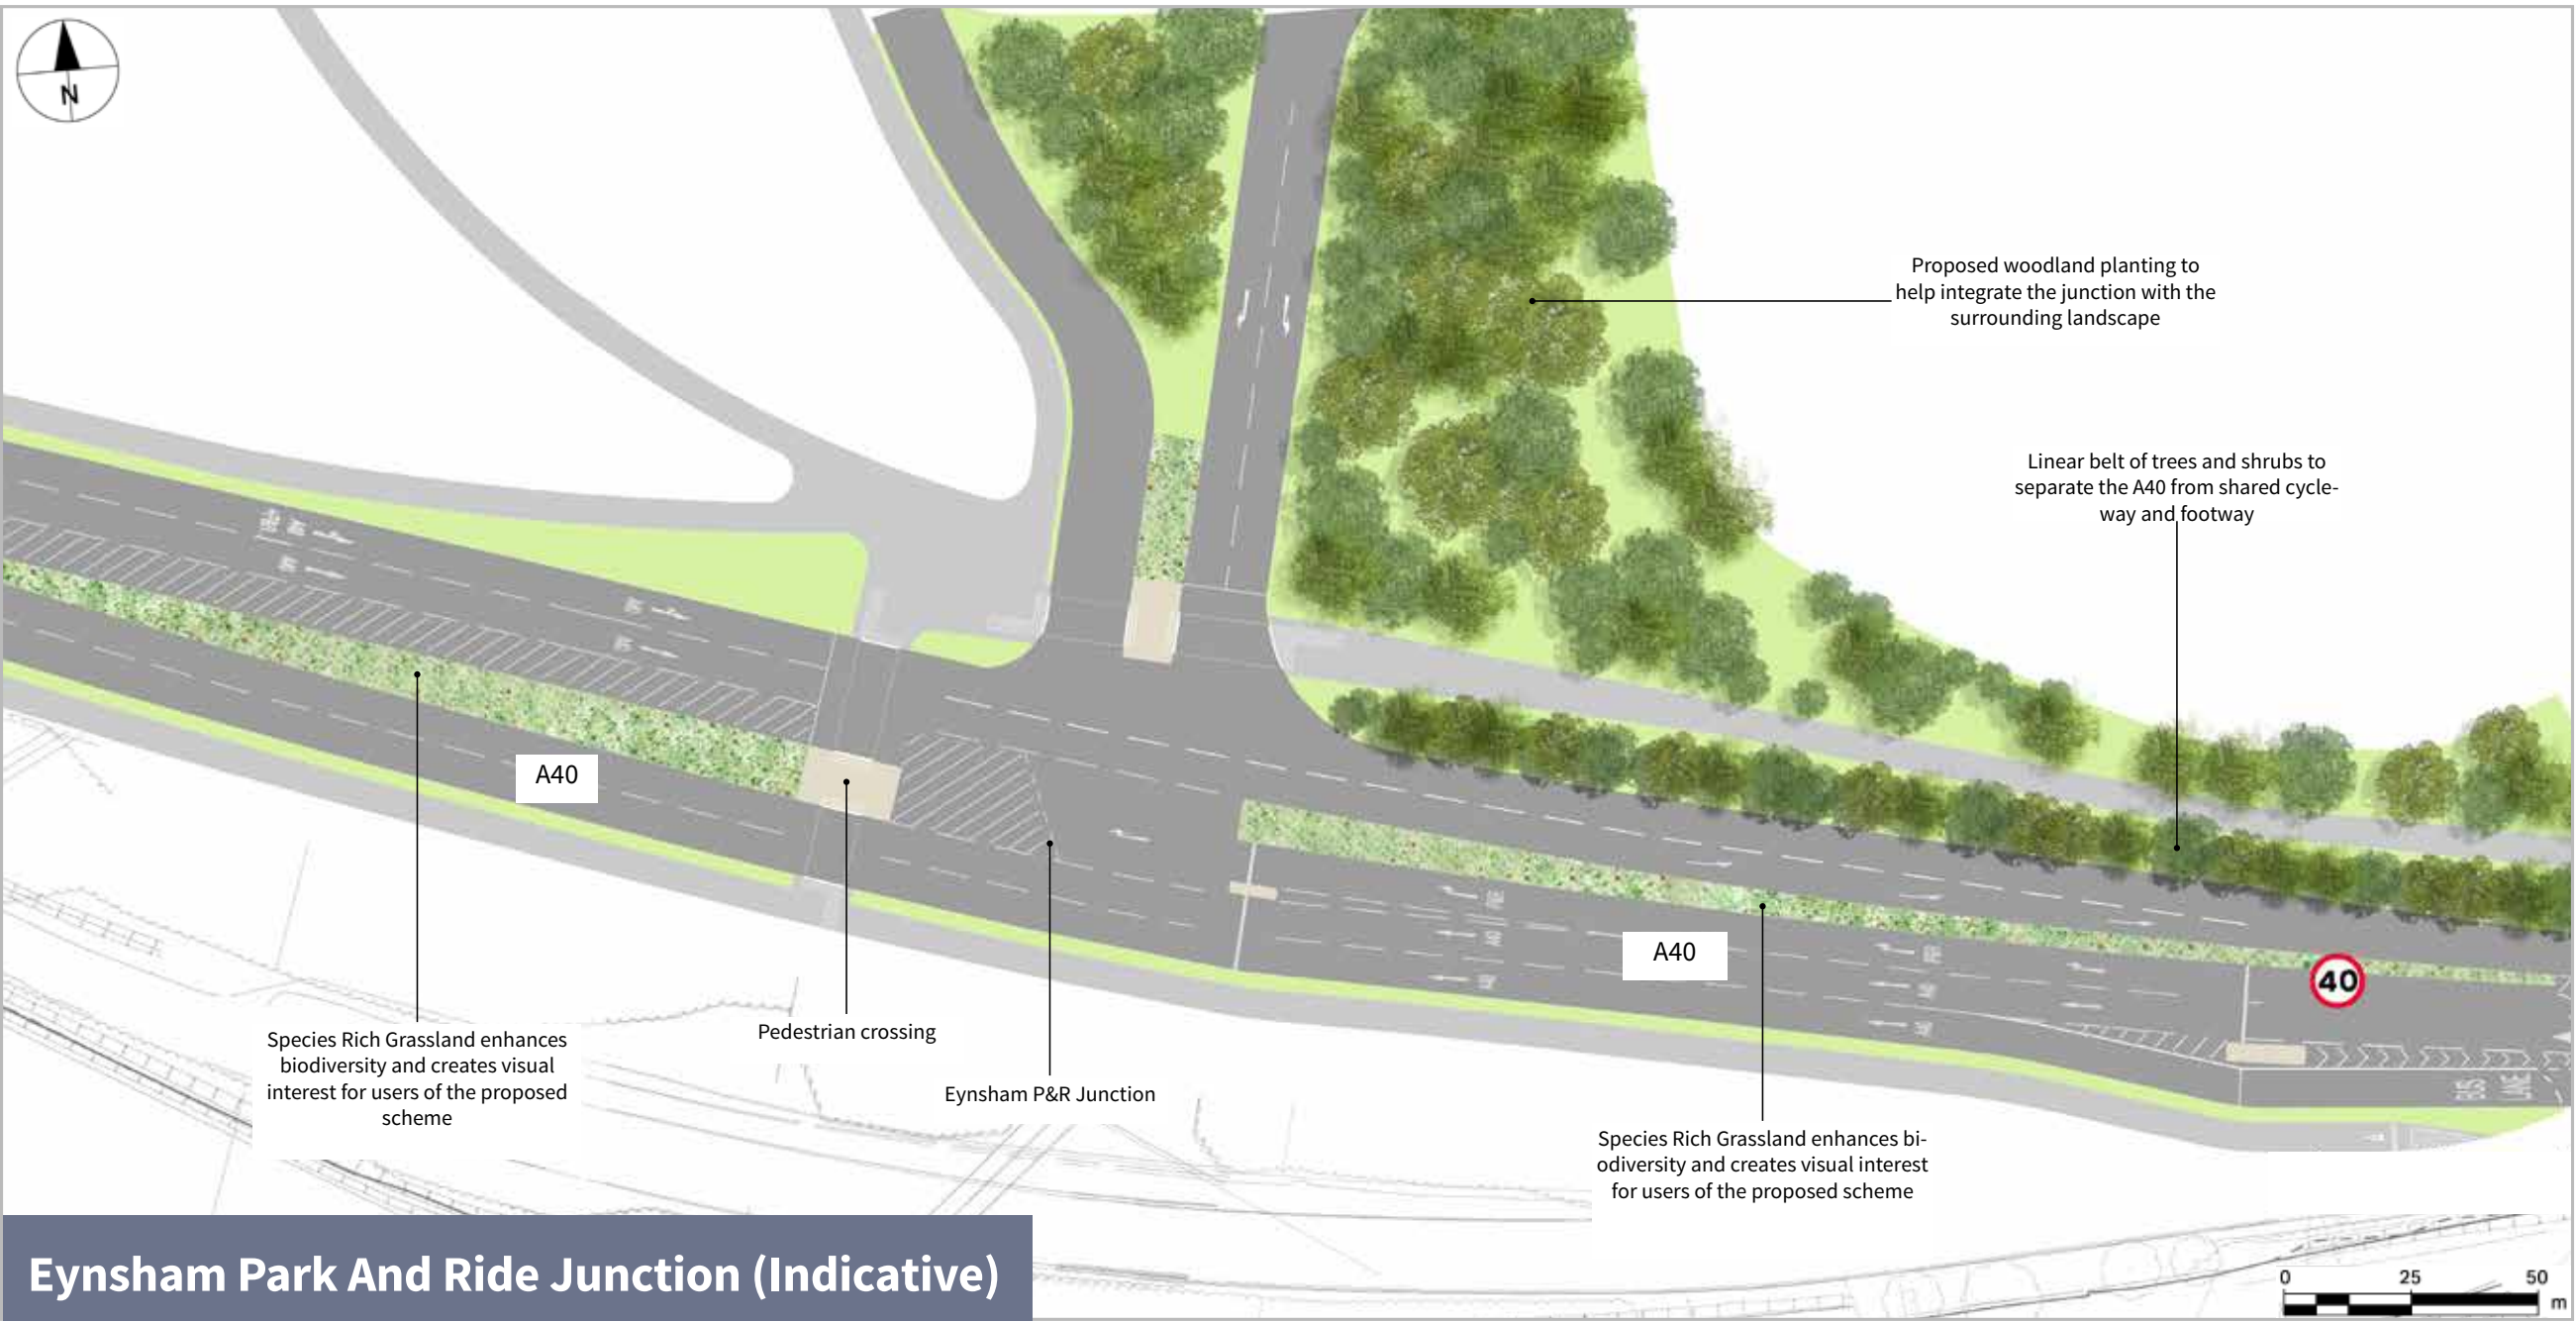 N
Proposed woodland planting to
help integrate the junction with the
surrounding landscape
Linear belt of trees and shrubs to
separate the A40 from shared cycle-
way and footway
A40
A40
40
Species Rich Grassland enhances
biodiversity and creates visual
interest for users of the proposed
scheme
Pedestrian crossing
Eynsham P&R Junction
Species Rich Grassland enhances bi-
odiversity and creates visual interest
for users of the proposed scheme
BUS
LANE
Eynsham Park And Ride Junction (Indicative)
0 25 50
m